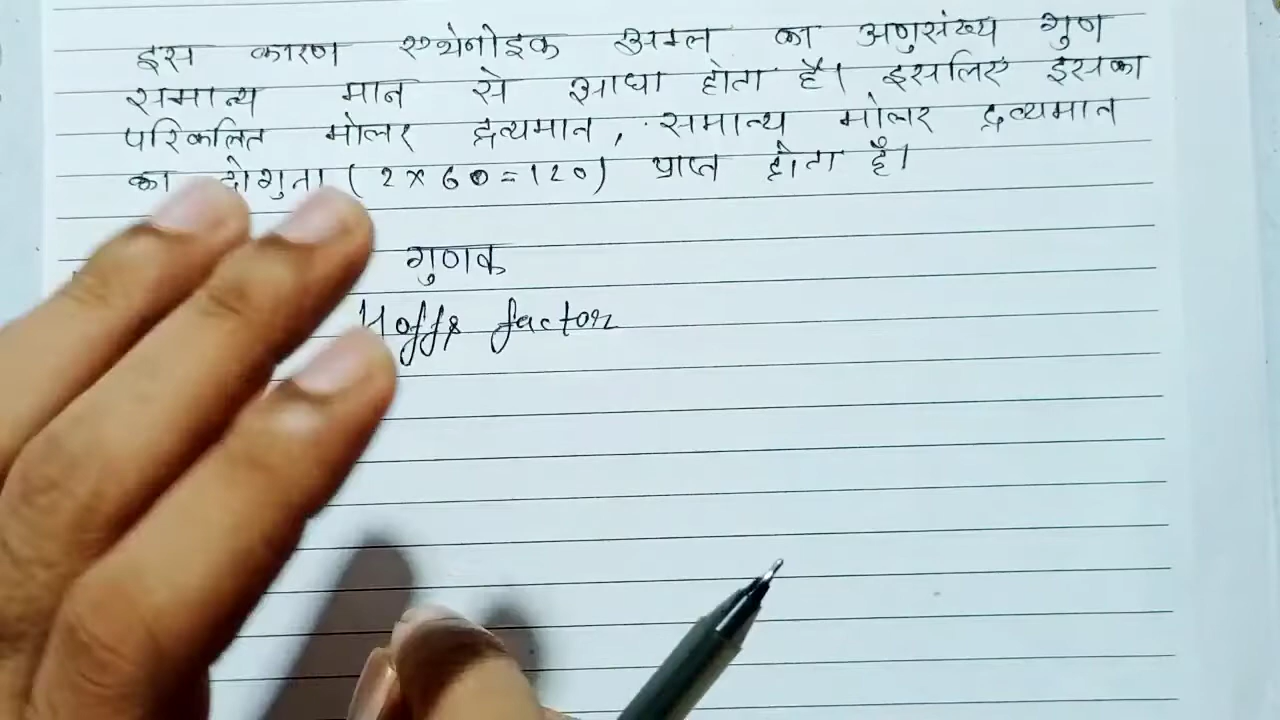 इस कारण एथेनोइक अम्ल का अणुसंख्य गुण
समान्य मान से आधा होता है। इसलिए इसका
परिकलित मोलर द्रव्यमान, समान्य मोलर द्रव्यमान
का दोगुना (2×60=120) प्राप्त होता है।
गुणक
Hoffs factor